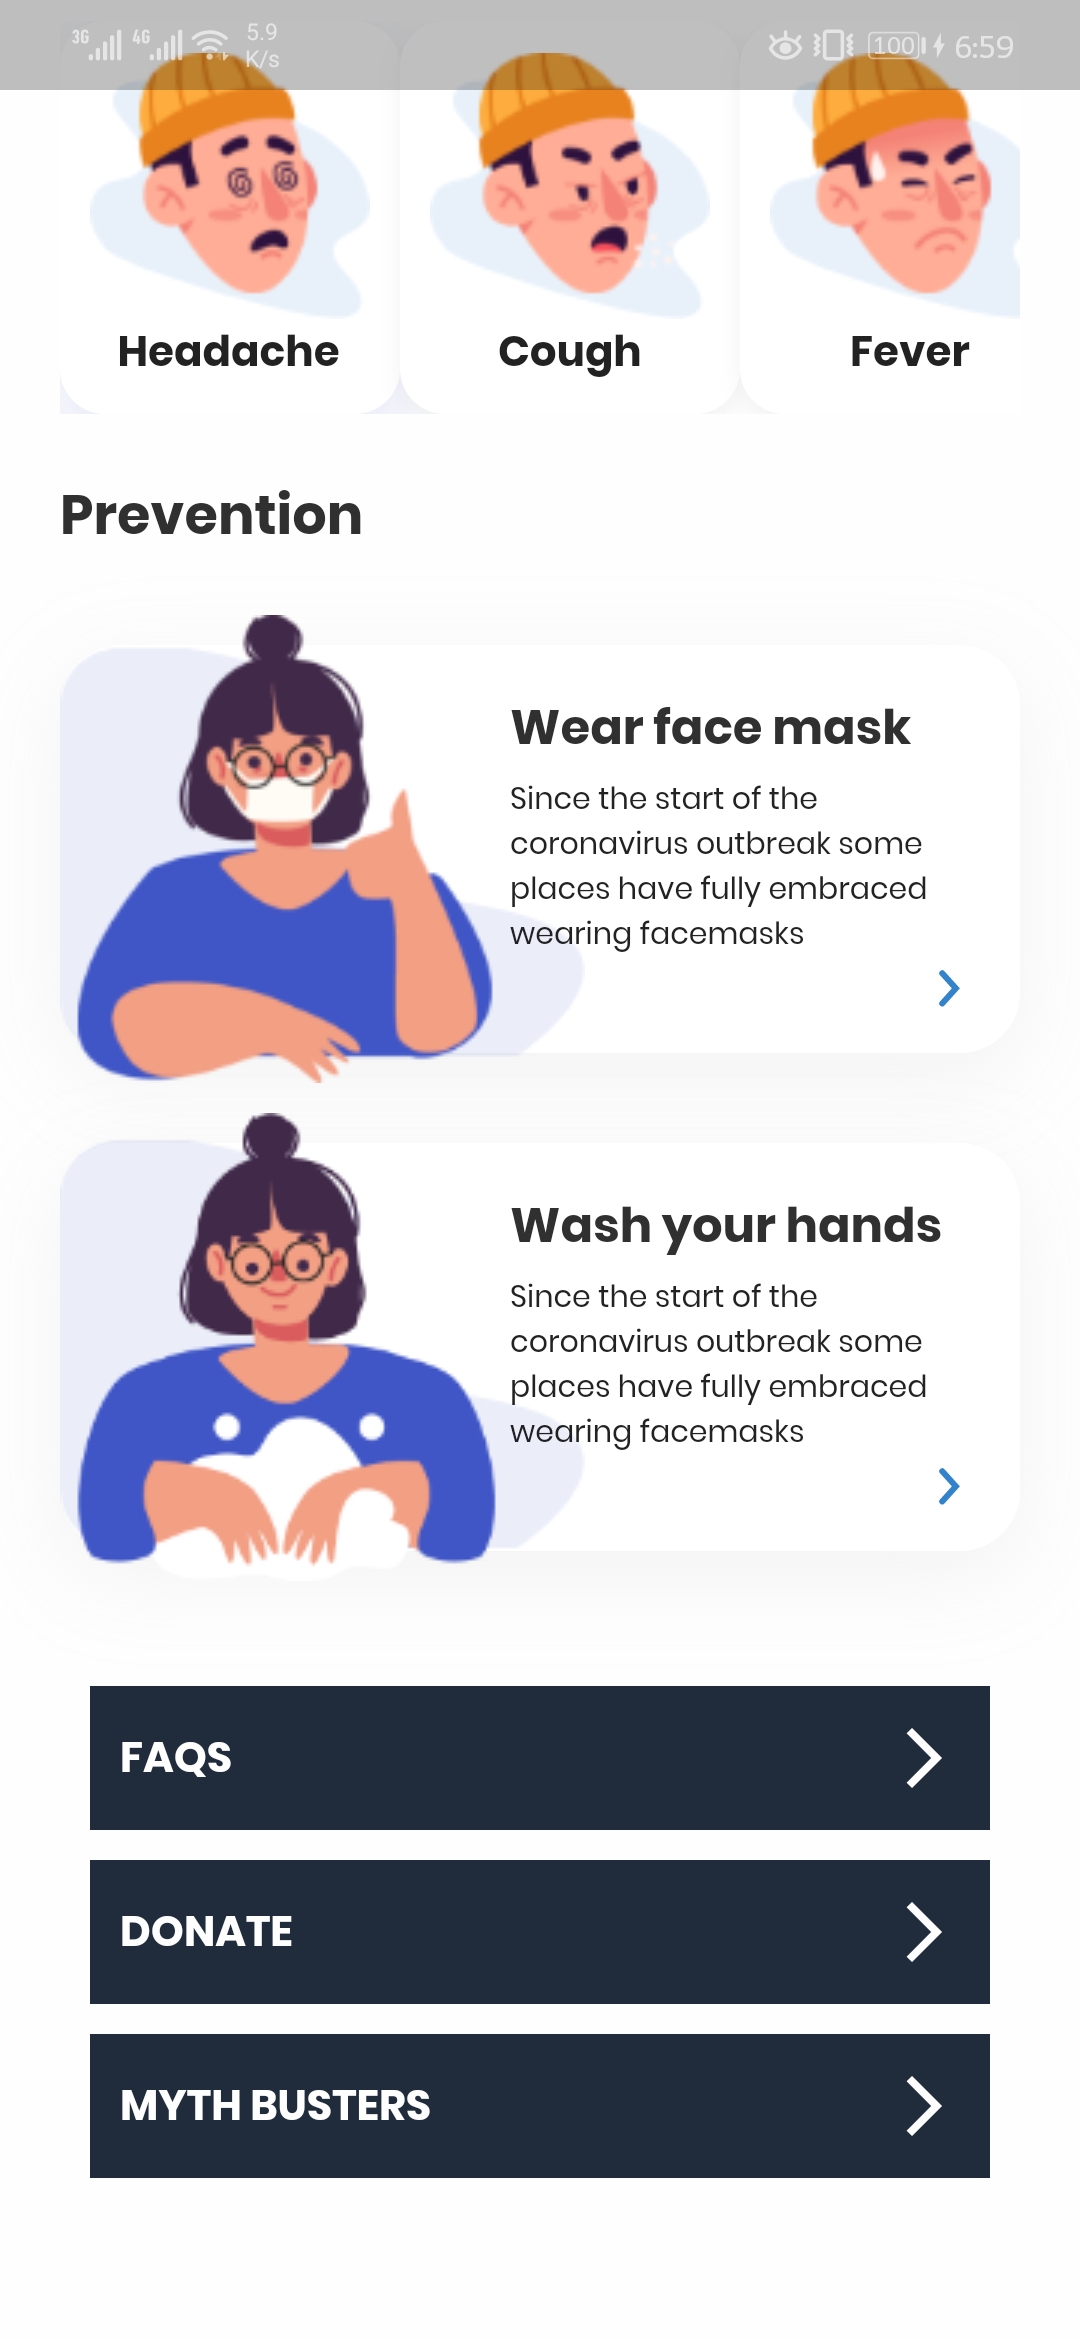 3G 4G 5.9 K/s 100 6:59
Headache Cough Fever
Prevention
Wear face mask
Since the start of the
coronavirus outbreak some
places have fully embraced
wearing facemasks
Wash your hands
Since the start of the
coronavirus outbreak some
places have fully embraced
wearing facemasks
FAQS
DONATE
MYTH BUSTERS